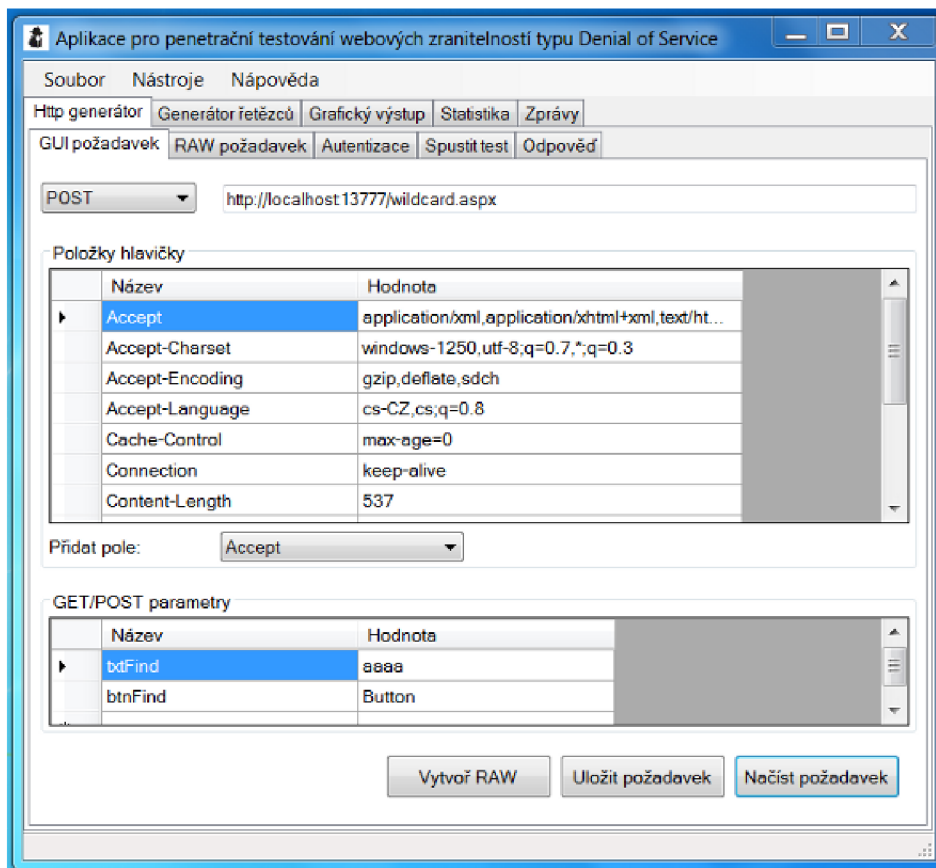 Aplikace pro penetrační testování webových zranitelností typu Denial of Service
Soubor Nástroje Nápověda
Http generátor Generátor řetězců Grafický výstup Statistika Zprávy
GUI požadavek RAW požadavek Autentizace Spustit test Odpověď
POST http://localhost:13777/wildcard.aspx
Položky hlavičky
Název Hodnota
Accept application/xml,application/xhtml+xml,text/ht...
Accept-Charset windows-1250,utf-8;q=0.7,*;q=0.3
Accept-Encoding gzip,deflate,sdch
Accept-Language cs-CZ,cs;q=0.8
Cache-Control max-age=0
Connection keep-alive
Content-Length 537
Přidat pole: Accept
GET/POST parametry
Název Hodnota
txtFind aaaa
btnFind Button
Vytvoř RAW Uložit požadavek Načíst požadavek